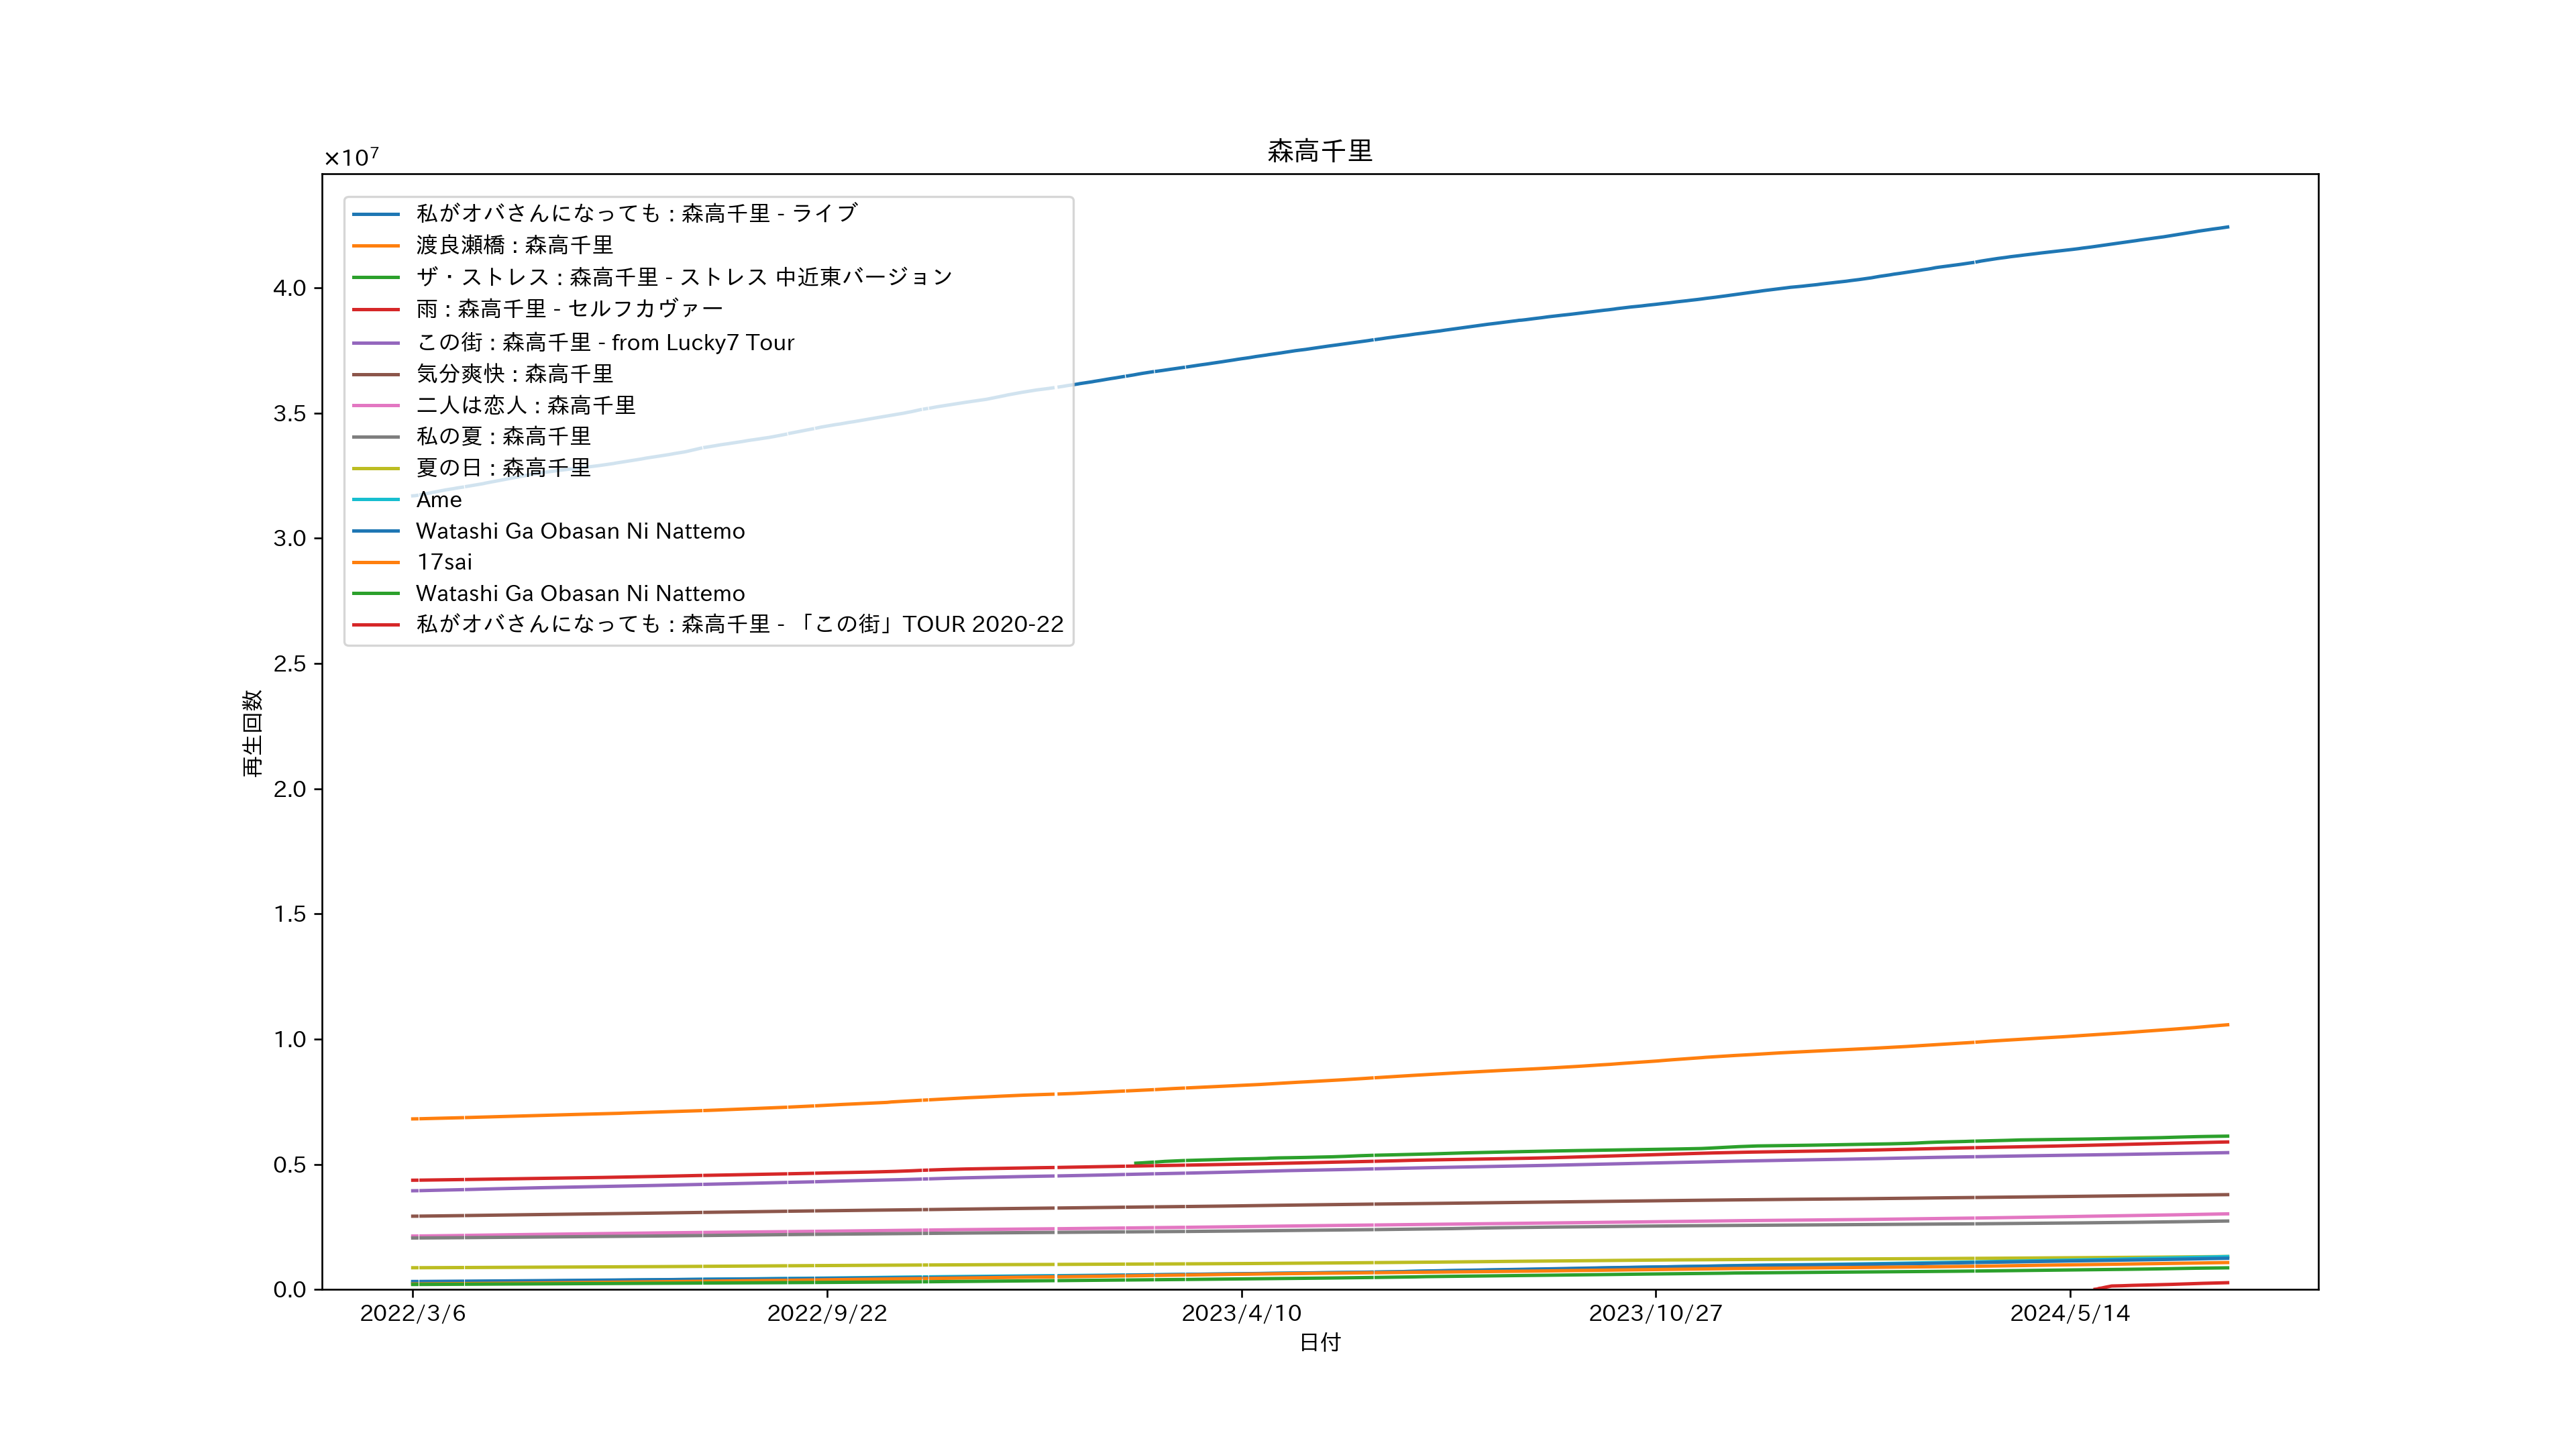 森高千里
×10⁷
私がオバさんになっても : 森高千里 - ライブ
渡良瀬橋 : 森高千里
ザ・ストレス : 森高千里 - ストレス 中近東バージョン
雨 : 森高千里 - セルフカヴァー
この街 : 森高千里 - from Lucky7 Tour
気分爽快 : 森高千里
二人は恋人 : 森高千里
私の夏 : 森高千里
夏の日 : 森高千里
Ame
Watashi Ga Obasan Ni Nattemo
17sai
Watashi Ga Obasan Ni Nattemo
私がオバさんになっても : 森高千里 - 「この街」TOUR 2020-22
4.0
3.5
3.0
2.5
2.0
1.5
1.0
0.5
0.0
再生回数
2022/3/6
2022/9/22
2023/4/10
2023/10/27
2024/5/14
日付